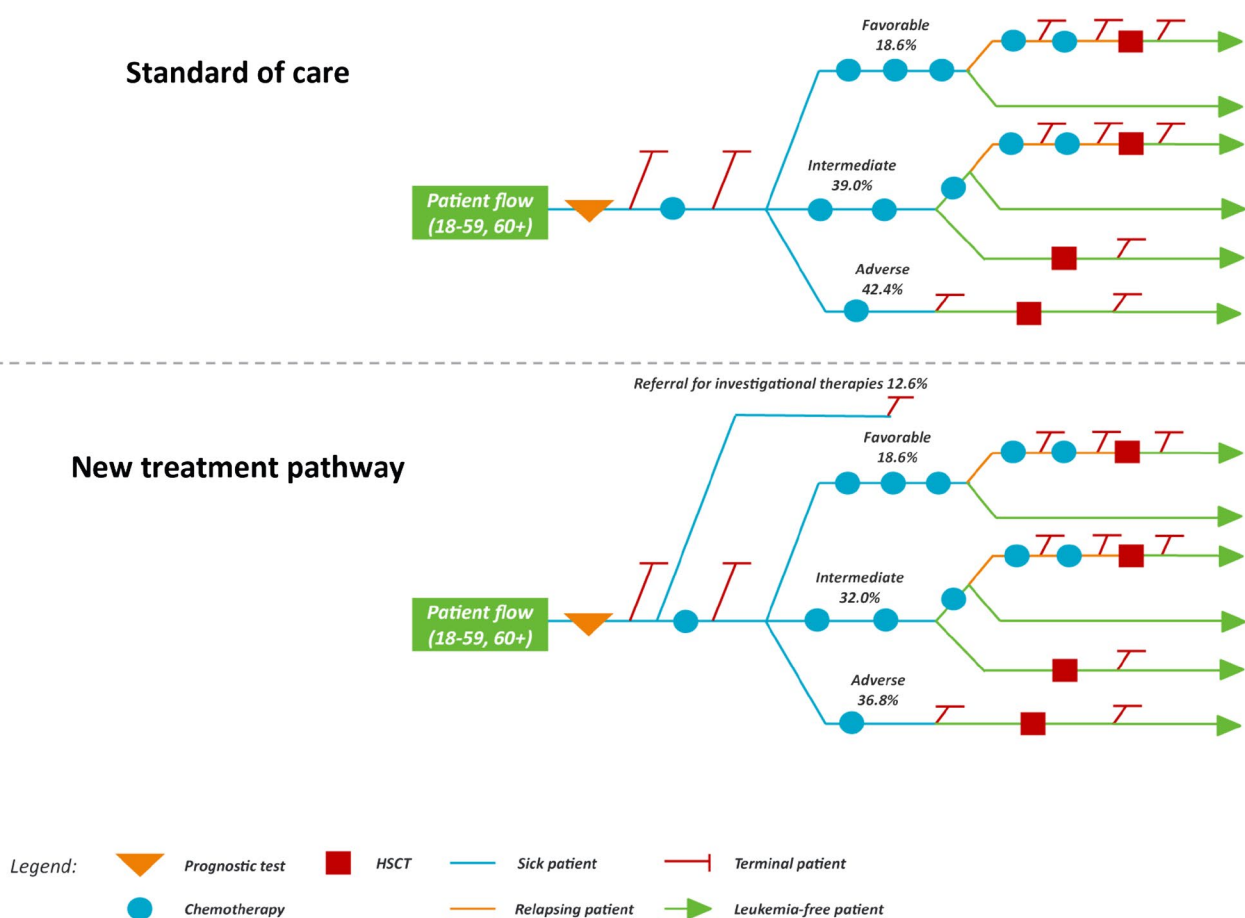 Standard of care
Favorable
18.6%
Intermediate
39.0%
Patient flow
(18-59, 60+)
Adverse
42.4%
Referral for investigational therapies 12.6%
New treatment pathway
Favorable
18.6%
Intermediate
32.0%
Patient flow
(18-59, 60+)
Adverse
36.8%
Legend:
Prognostic test
HSCT
Sick patient
Terminal patient
Chemotherapy
Relapsing patient
Leukemia-free patient